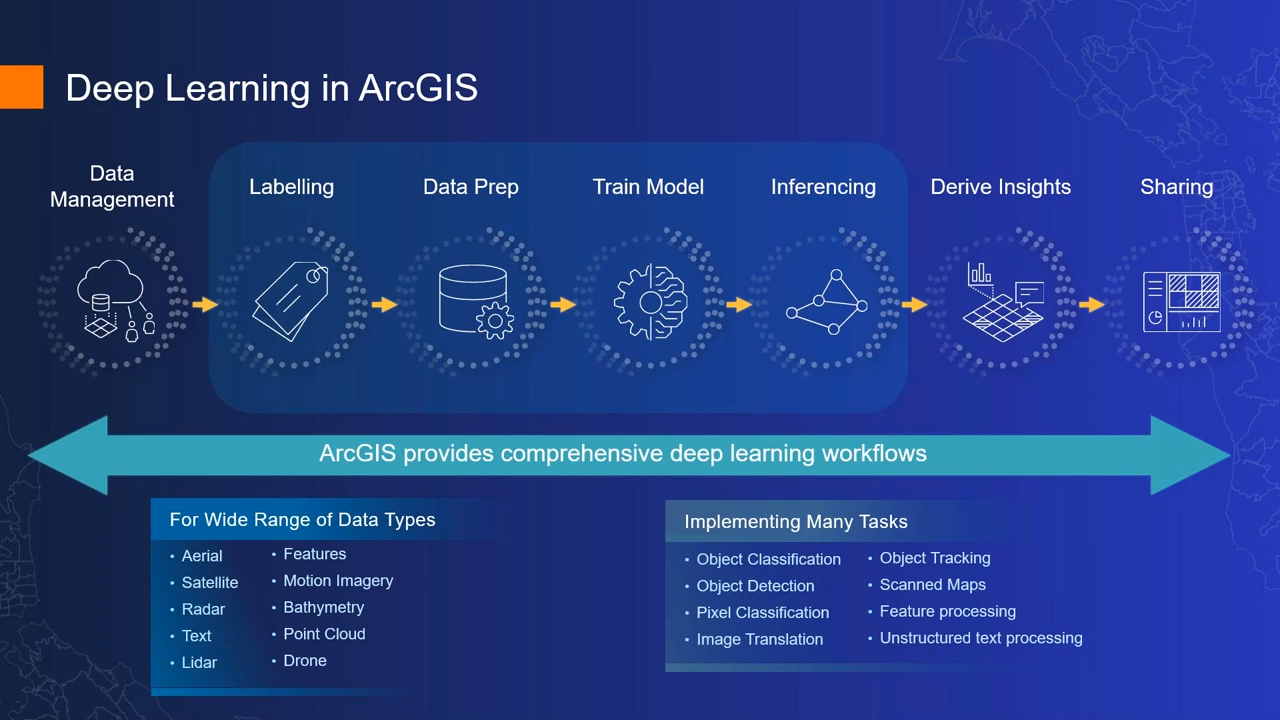 Deep Learning in ArcGIS
Data
Management
Labelling
Data Prep
Train Model
Inferencing
Derive Insights
Sharing
ArcGIS provides comprehensive deep learning workflows
For Wide Range of Data Types
• Aerial
• Satellite
• Radar
• Text
• Lidar
• Features
• Motion Imagery
• Bathymetry
• Point Cloud
• Drone
Implementing Many Tasks
• Object Classification
• Object Detection
• Pixel Classification
• Image Translation
• Object Tracking
• Scanned Maps
• Feature processing
• Unstructured text processing